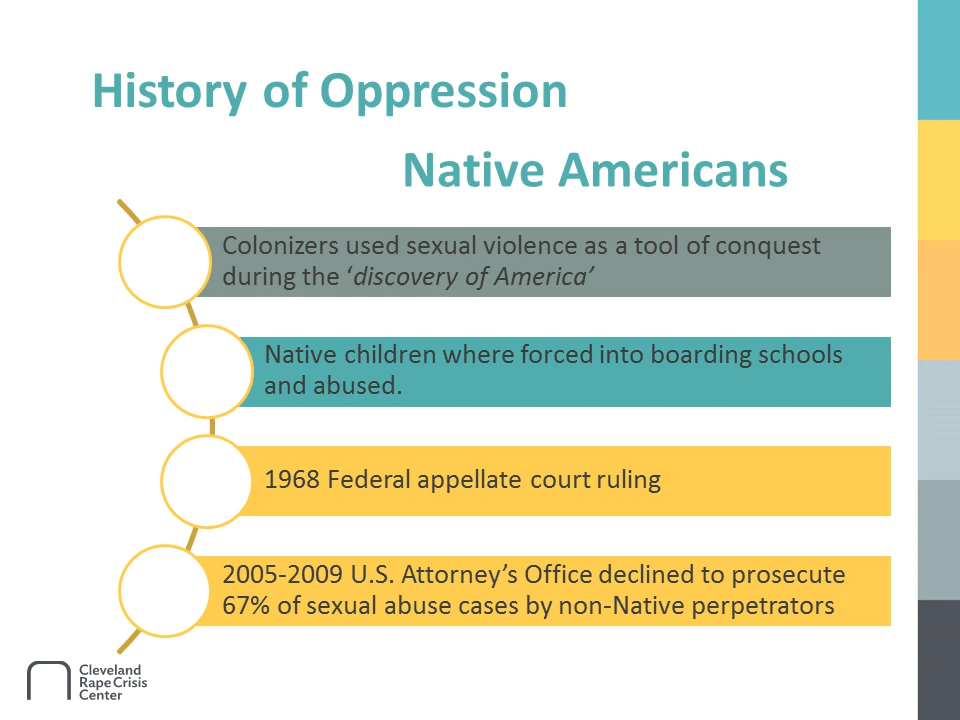 History of Oppression
Native Americans
Colonizers used sexual violence as a tool of conquest
during the ‘discovery of America’
Native children where forced into boarding schools
and abused.
1968 Federal appellate court ruling
2005-2009 U.S. Attorney’s Office declined to prosecute
67% of sexual abuse cases by non-Native perpetrators
Cleveland
Rape Crisis
Center